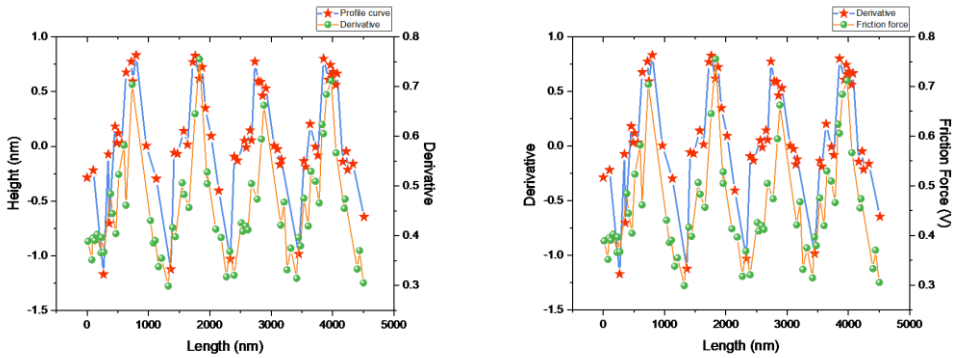 Profile curve
Derivative
1.0
0.5
0.0
-0.5
-1.0
-1.5
Height (nm)
0.8
0.7
0.6
0.5
0.4
0.3
Derivative
0 1000 2000 3000 4000 5000
Length (nm)
Derivative
Friction force
1.0
0.5
0.0
-0.5
-1.0
-1.5
Derivative
0.8
0.7
0.6
0.5
0.4
0.3
Friction Force (V)
0 1000 2000 3000 4000 5000
Length (nm)